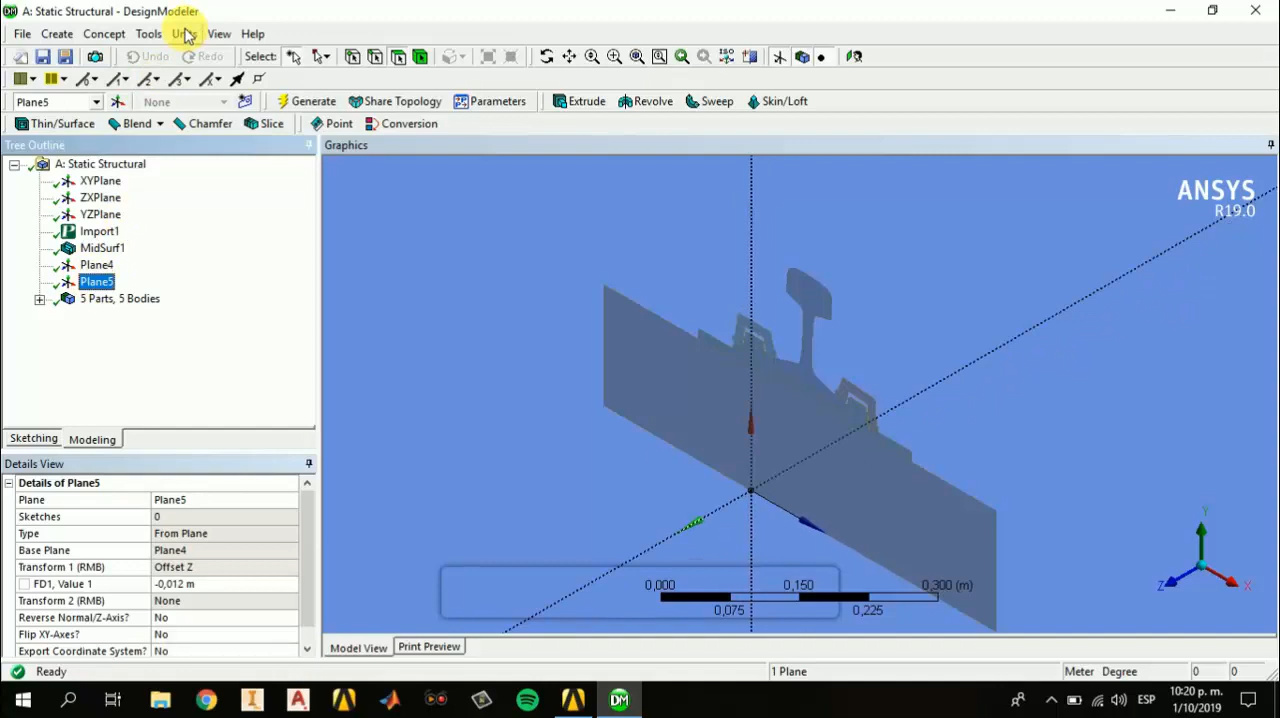 A: Static Structural - DesignModeler
File Create Concept Tools Units View Help
Undo Redo Select:
Plane5 None Generate Share Topology Parameters Extrude Revolve Sweep Skin/Loft
Thin/Surface Blend Chamfer Slice Point Conversion
Tree Outline
A: Static Structural
XYPlane
ZXPlane
YZPlane
Import1
MidSurf1
Plane4
Plane5
5 Parts, 5 Bodies
Sketching Modeling
Details View
Details of Plane5
Plane Plane5
Sketches 0
Type From Plane
Base Plane Plane4
Transform 1 (RMB) Offset Z
FD1, Value 1 -0,012 m
Transform 2 (RMB) None
Reverse Normal/Z-Axis? No
Flip XY-Axes? No
Export Coordinate System? No
Graphics
ANSYS
R19.0
0,000 0,150 0,300 (m)
0,075 0,225
Y
Z X
Model View Print Preview
Ready 1 Plane Meter Degree 0 0
DM
ESP
10:20 p. m.
1/10/2019